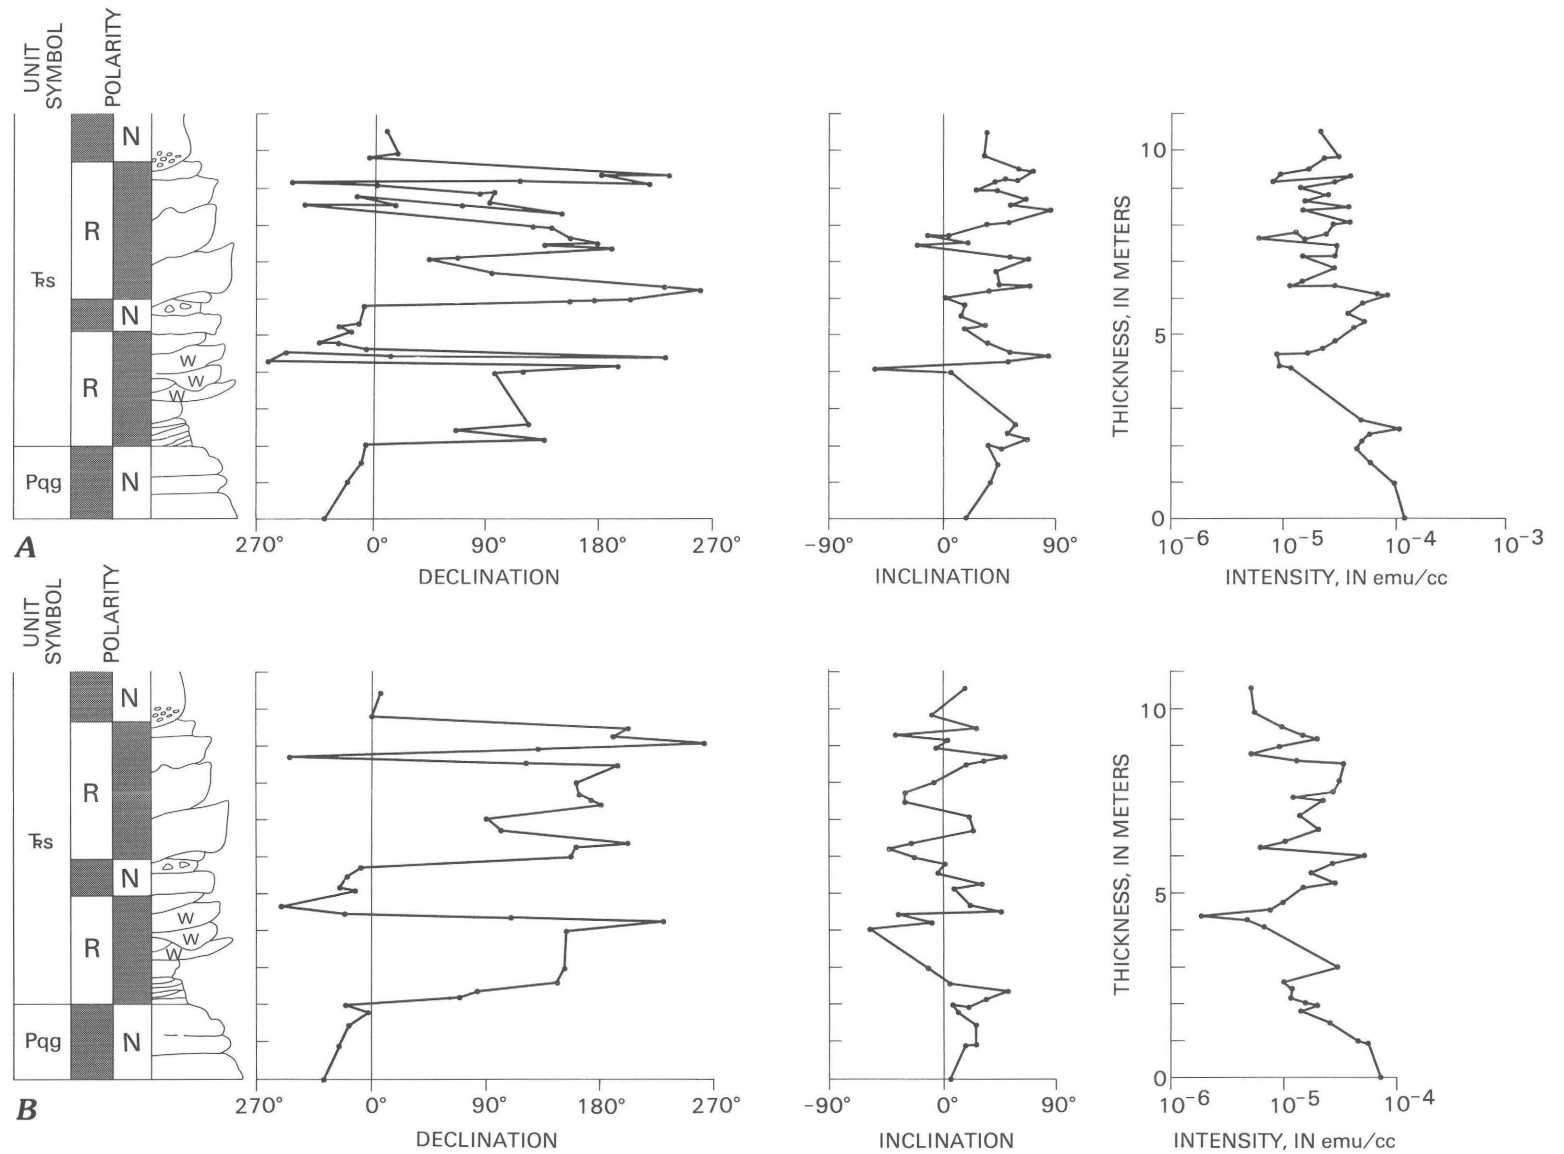 UNIT
SYMBOL
POLARITY
N
R
TRs
N
R
W
W
W
Pqg
N
A
270° 0° 90° 180° 270°
DECLINATION
-90° 0° 90°
INCLINATION
THICKNESS, IN METERS
10
5
0
10-6 10-5 10-4 10-3
INTENSITY, IN emu/cc
UNIT
SYMBOL
POLARITY
N
R
TRs
N
R
W
W
W
Pqg
N
B
270° 0° 90° 180° 270°
DECLINATION
-90° 0° 90°
INCLINATION
THICKNESS, IN METERS
10
5
0
10-6 10-5 10-4
INTENSITY, IN emu/cc